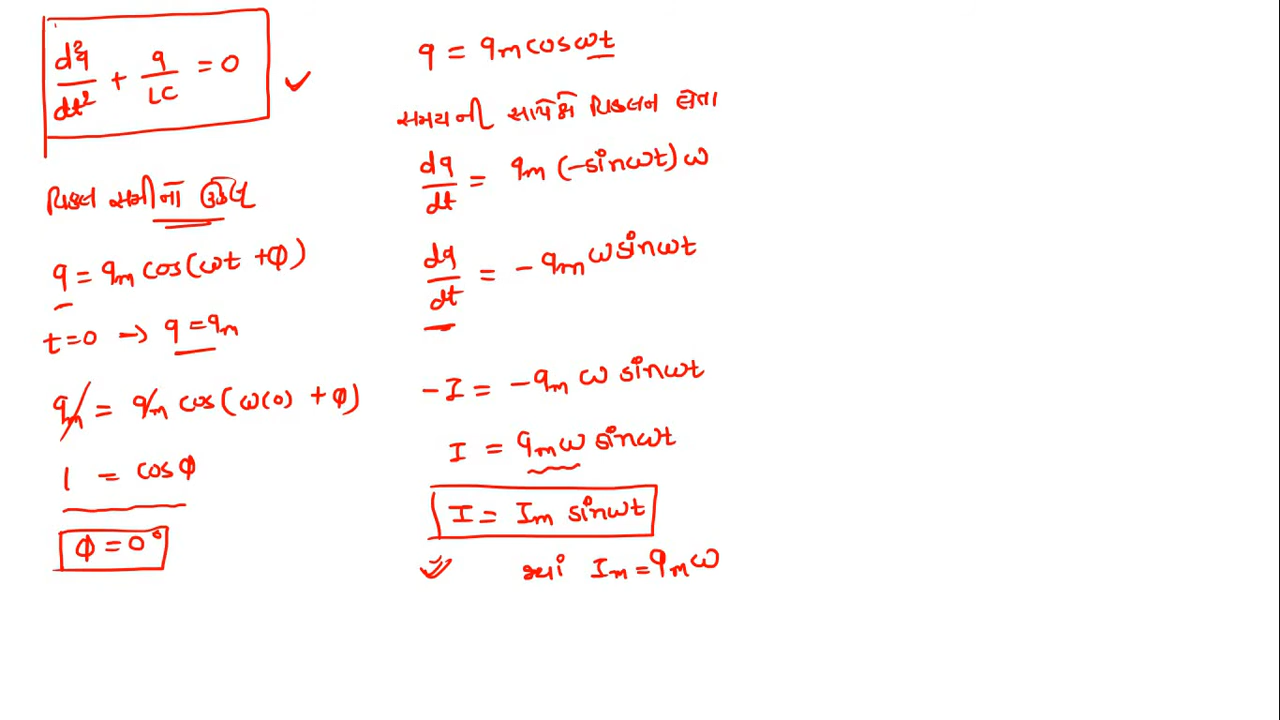 d²q/dt² + q/LC = 0
વિકલ સમીનો ઉકેલ
q = qₘ cos(ωt + φ)
t=0 → q = qₘ
qₘ = qₘ cos(ω(0) + φ)
1 = cos φ
φ = 0°
q = qₘ cos ωt
સમયની સાપેક્ષે વિકલન લેતા
dq/dt = qₘ (-sin ωt) ω
dq/dt = - qₘ ω sin ωt
-I = - qₘ ω sin ωt
I = qₘ ω sin ωt
I = Iₘ sin ωt
જ્યાં Iₘ = qₘ ω